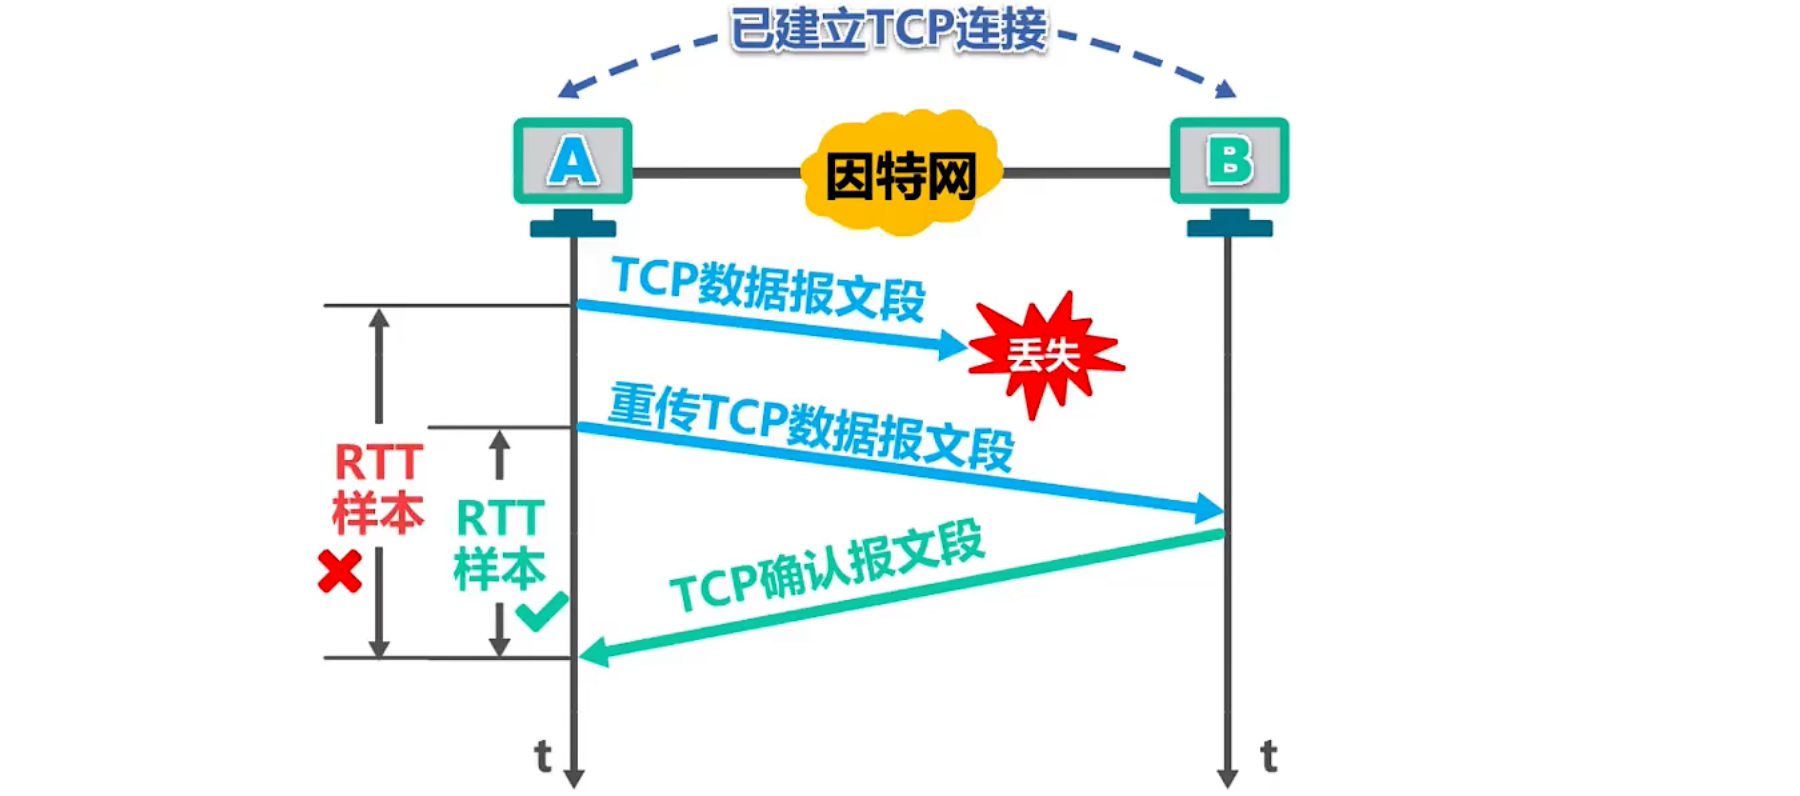 已建立TCP连接
A
因特网
B
TCP数据报文段
丢失
重传TCP数据报文段
RTT
样本
RTT
样本
TCP确认报文段
t
t